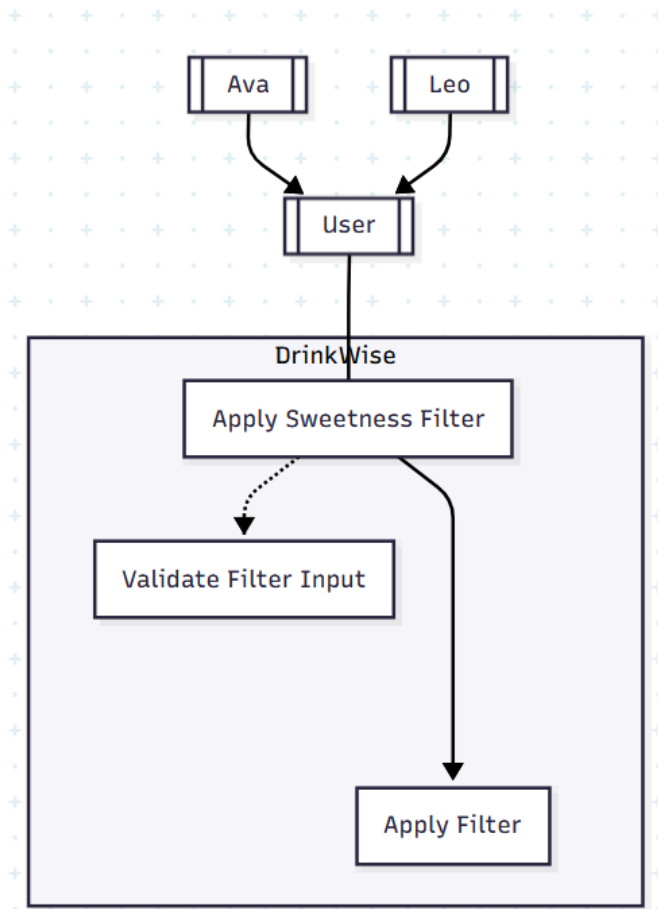 Ava
Leo
User
DrinkWise
Apply Sweetness Filter
Validate Filter Input
Apply Filter